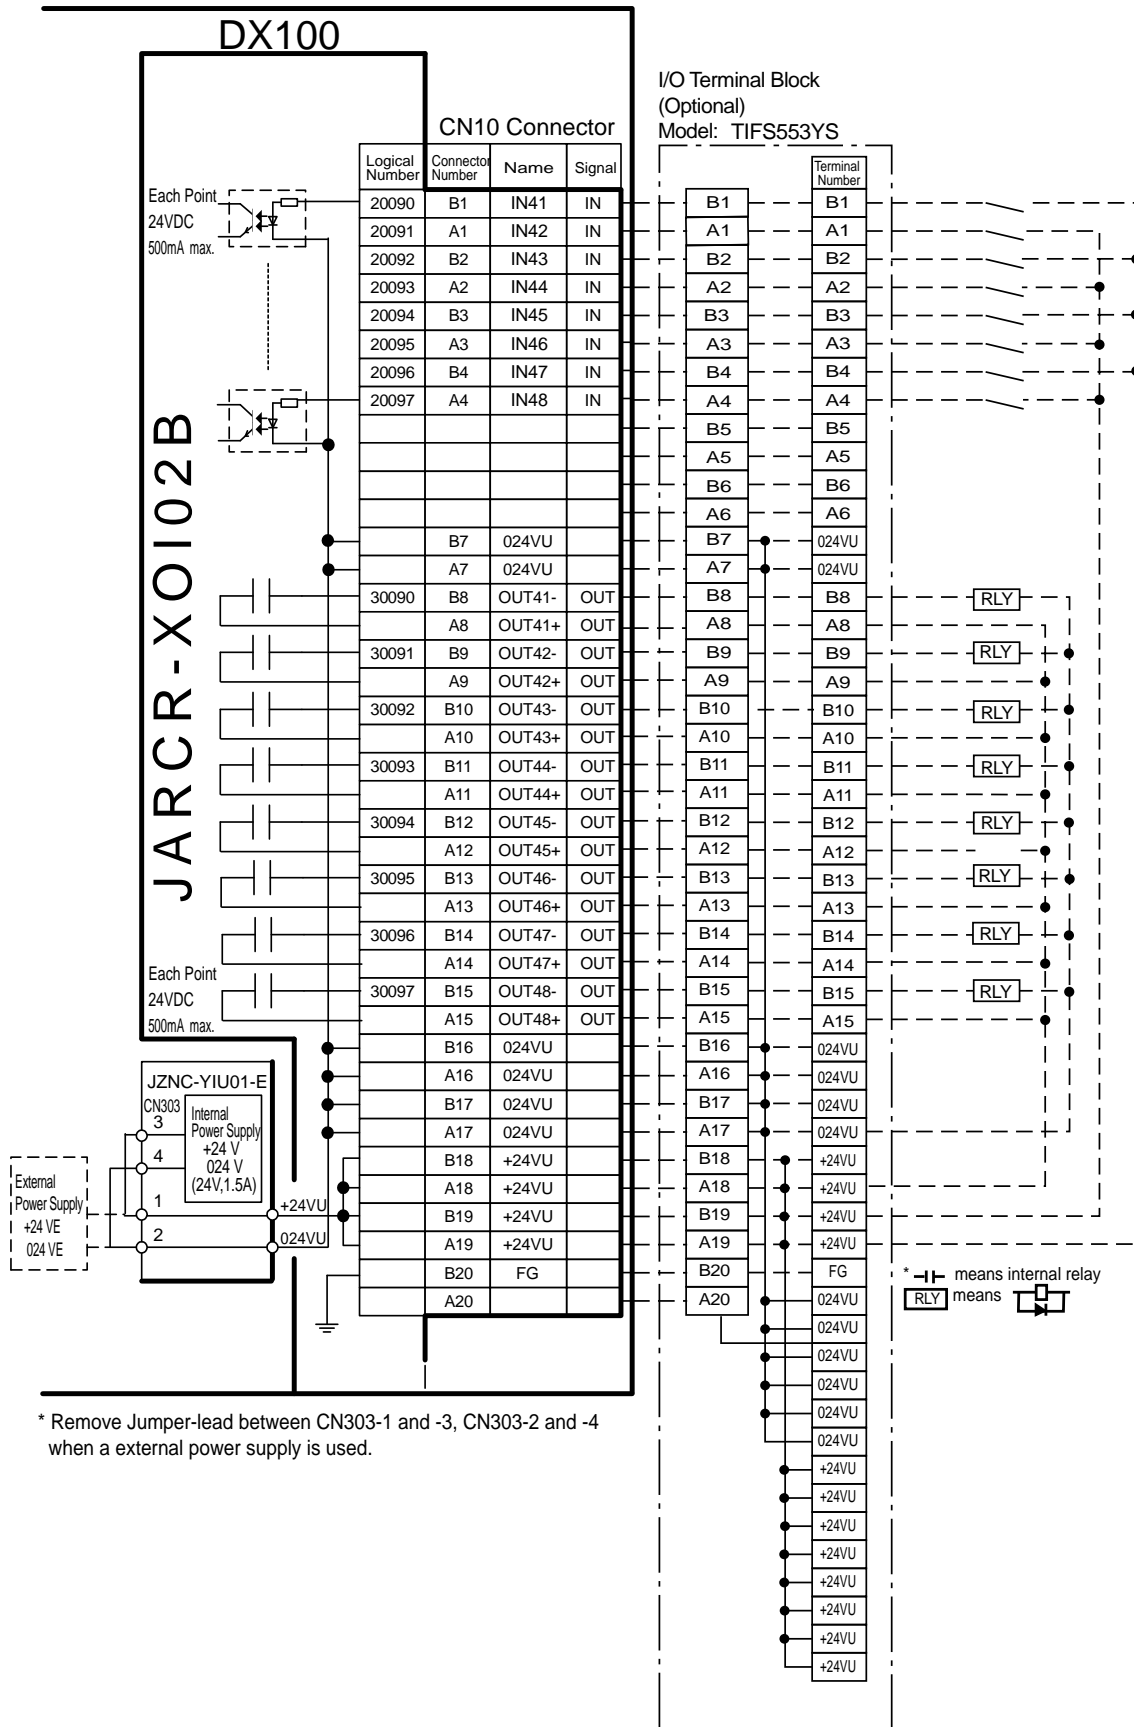 DX100
I/O Terminal Block
(Optional)
Model: TIFS553YS
CN10 Connector
Logical Number Connector Number Name Signal
Terminal Number
Each Point
24VDC
500mA max.
20090 B1 IN41 IN B1 B1
20091 A1 IN42 IN A1 A1
20092 B2 IN43 IN B2 B2
20093 A2 IN44 IN A2 A2
20094 B3 IN45 IN B3 B3
20095 A3 IN46 IN A3 A3
20096 B4 IN47 IN B4 B4
20097 A4 IN48 IN A4 A4
B5 B5
A5 A5
B6 B6
A6 A6
B7 024VU B7 024VU
A7 024VU A7 024VU
30090 B8 OUT41- OUT B8 B8 RLY
A8 OUT41+ OUT A8 A8
30091 B9 OUT42- OUT B9 B9 RLY
A9 OUT42+ OUT A9 A9
30092 B10 OUT43- OUT B10 B10 RLY
A10 OUT43+ OUT A10 A10
30093 B11 OUT44- OUT B11 B11 RLY
A11 OUT44+ OUT A11 A11
30094 B12 OUT45- OUT B12 B12 RLY
A12 OUT45+ OUT A12 A12
30095 B13 OUT46- OUT B13 B13 RLY
A13 OUT46+ OUT A13 A13
30096 B14 OUT47- OUT B14 B14 RLY
A14 OUT47+ OUT A14 A14
30097 B15 OUT48- OUT B15 B15 RLY
A15 OUT48+ OUT A15 A15
B16 024VU B16 024VU
A16 024VU A16 024VU
B17 024VU B17 024VU
A17 024VU A17 024VU
B18 +24VU B18 +24VU
A18 +24VU A18 +24VU
B19 +24VU B19 +24VU
A19 +24VU A19 +24VU
B20 FG B20 FG
A20 A20 024VU
024VU
024VU
024VU
024VU
024VU
+24VU
+24VU
+24VU
+24VU
+24VU
+24VU
+24VU
+24VU
JARCR-XOI02B
Each Point
24VDC
500mA max.
JZNC-YIU01-E
CN303
3
4
1
2
Internal
Power Supply
+24 V
024 V
(24V,1.5A)
External
Power Supply
+24 VE
024 VE
+24VU
024VU
* means internal relay
RLY means
* Remove Jumper-lead between CN303-1 and -3, CN303-2 and -4
when a external power supply is used.